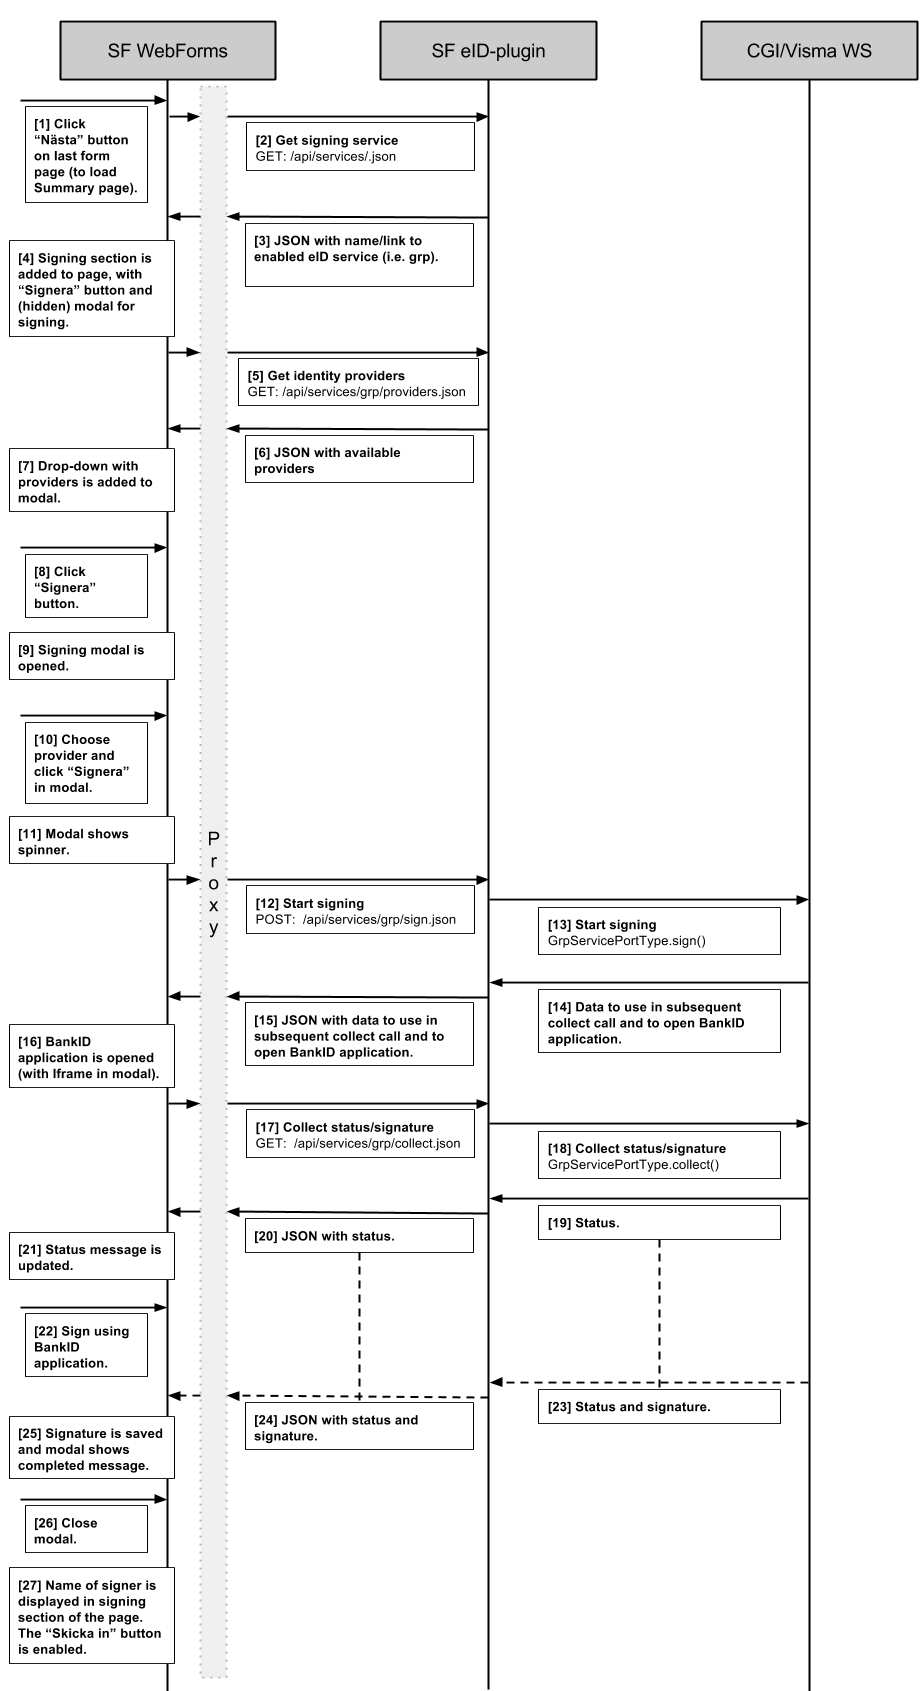 SF WebForms
SF eID-plugin
CGI/Visma WS
[1] Click
“Nästa” button
on last form
page (to load
Summary page).
[2] Get signing service
GET: /api/services/.json
[3] JSON with name/link to
enabled eID service (i.e. grp).
[4] Signing section is
added to page, with
“Signera” button and
(hidden) modal for
signing.
[5] Get identity providers
GET: /api/services/grp/providers.json
[6] JSON with available
providers
[7] Drop-down with
providers is added to
modal.
[8] Click
“Signera”
button.
[9] Signing modal is
opened.
[10] Choose
provider and
click “Signera”
in modal.
[11] Modal shows
spinner.
P
r
o
x
y
[12] Start signing
POST:  /api/services/grp/sign.json
[13] Start signing
GrpServicePortType.sign()
[14] Data to use in subsequent
collect call and to open BankID
application.
[15] JSON with data to use in
subsequent collect call and to
open BankID application.
[16] BankID
application is opened
(with Iframe in modal).
[17] Collect status/signature
GET:  /api/services/grp/collect.json
[18] Collect status/signature
GrpServicePortType.collect()
[19] Status.
[20] JSON with status.
[21] Status message is
updated.
[22] Sign using
BankID
application.
[23] Status and signature.
[24] JSON with status and
signature.
[25] Signature is saved
and modal shows
completed message.
[26] Close
modal.
[27] Name of signer is
displayed in signing
section of the page.
The “Skicka in” button
is enabled.